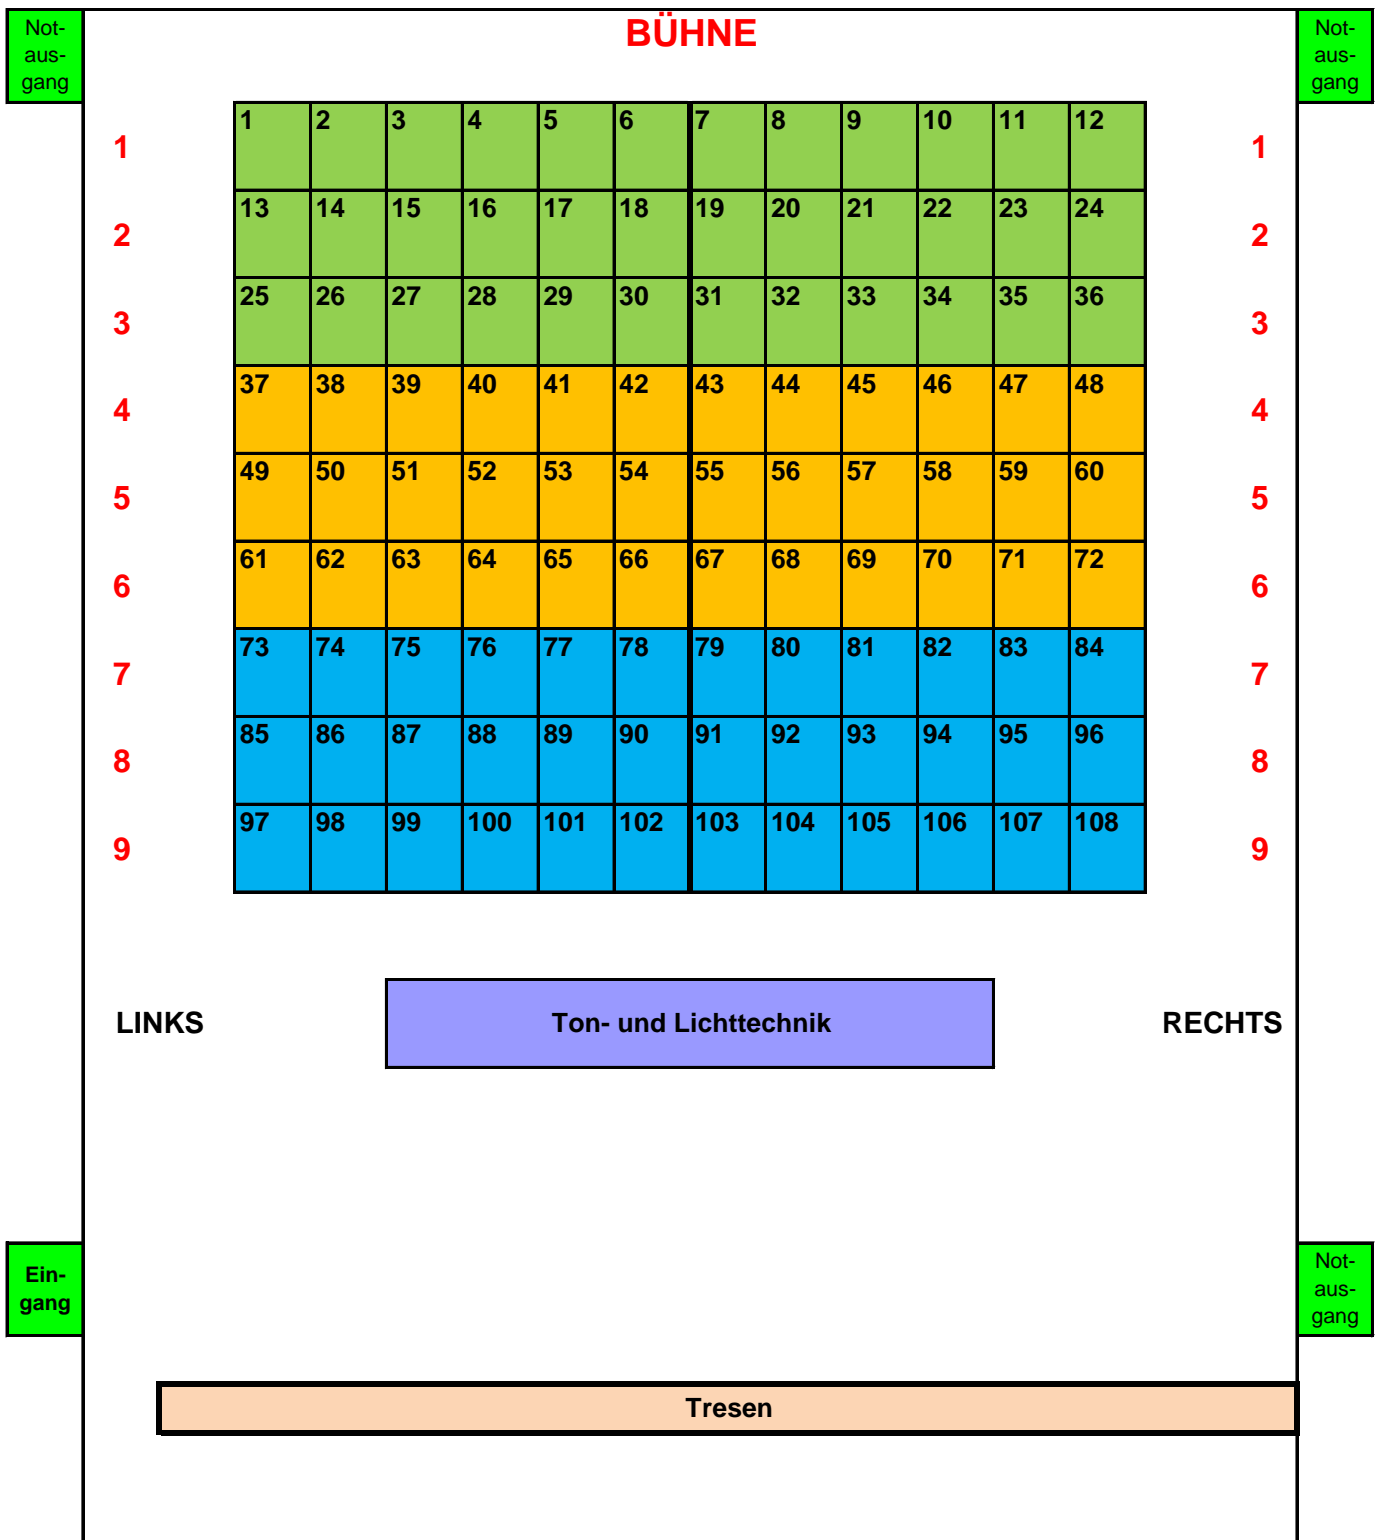 Not-
aus-
gang
BÜHNE
Not-
aus-
gang
1 1 2 3 4 5 6 7 8 9 10 11 12 1
2 13 14 15 16 17 18 19 20 21 22 23 24 2
3 25 26 27 28 29 30 31 32 33 34 35 36 3
4 37 38 39 40 41 42 43 44 45 46 47 48 4
5 49 50 51 52 53 54 55 56 57 58 59 60 5
6 61 62 63 64 65 66 67 68 69 70 71 72 6
7 73 74 75 76 77 78 79 80 81 82 83 84 7
8 85 86 87 88 89 90 91 92 93 94 95 96 8
9 97 98 99 100 101 102 103 104 105 106 107 108 9
LINKS Ton- und Lichttechnik RECHTS
Ein-
gang
Not-
aus-
gang
Tresen